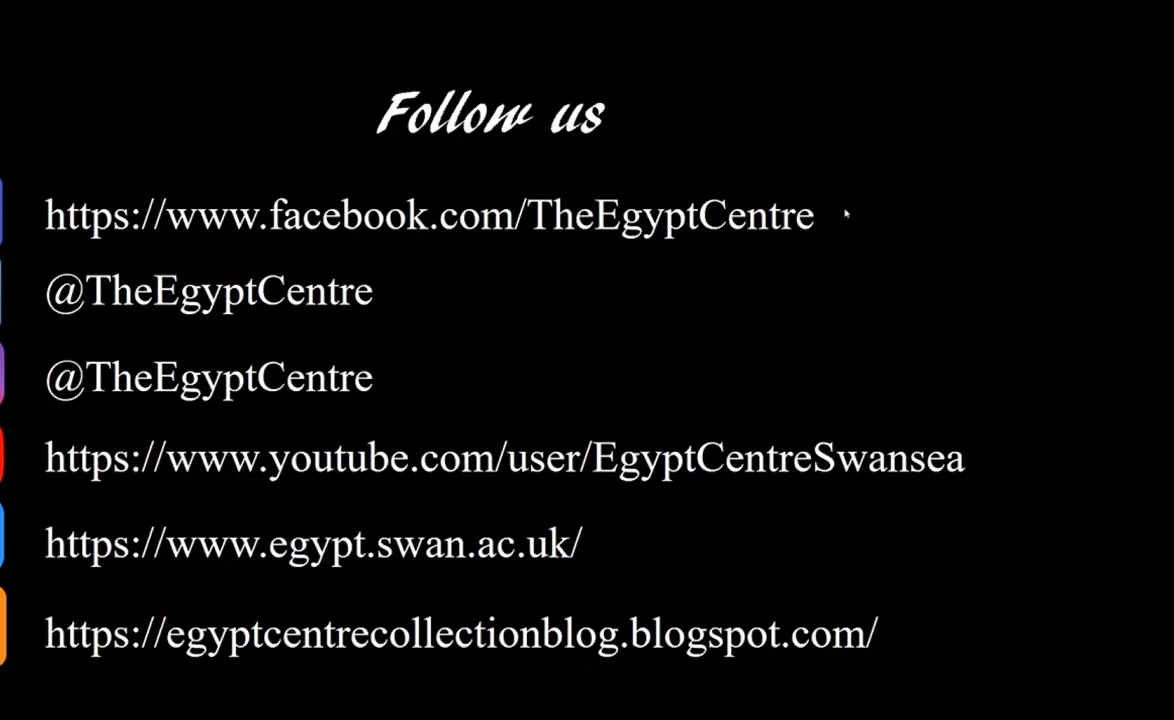 Follow us
https://www.facebook.com/TheEgyptCentre
@TheEgyptCentre
@TheEgyptCentre
https://www.youtube.com/user/EgyptCentreSwansea
https://www.egypt.swan.ac.uk/
https://egyptcentrecollectionblog.blogspot.com/